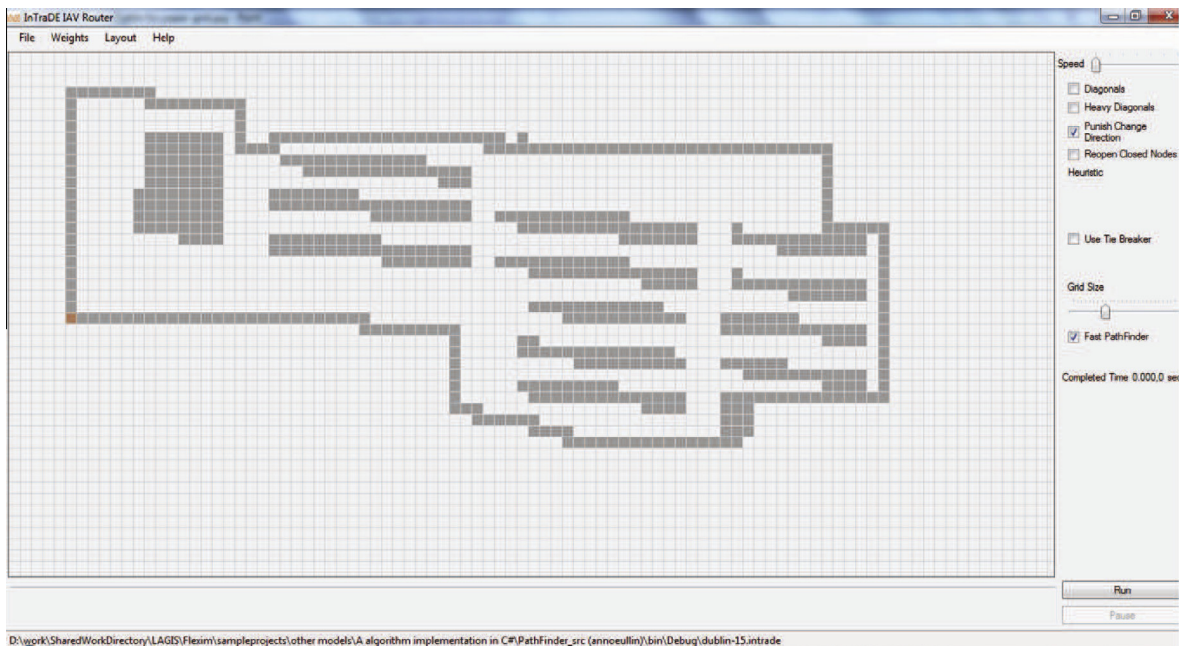 InTraDE IAV Router
File Weights Layout Help
Speed
Diagonals
Heavy Diagonals
Punish Change
Direction
Reopen Closed Nodes
Heuristic
Use Tie Breaker
Grid Size
Fast PathFinder
Completed Time 0.000,0 sec
Run
Pause
D:\work\SharedWorkDirectory\LAGIS\Flexim\sampleprojects\other models\A algorithm implementation in C#\PathFinder_src (annoeullin)\bin\Debug\dublin-15.intrade